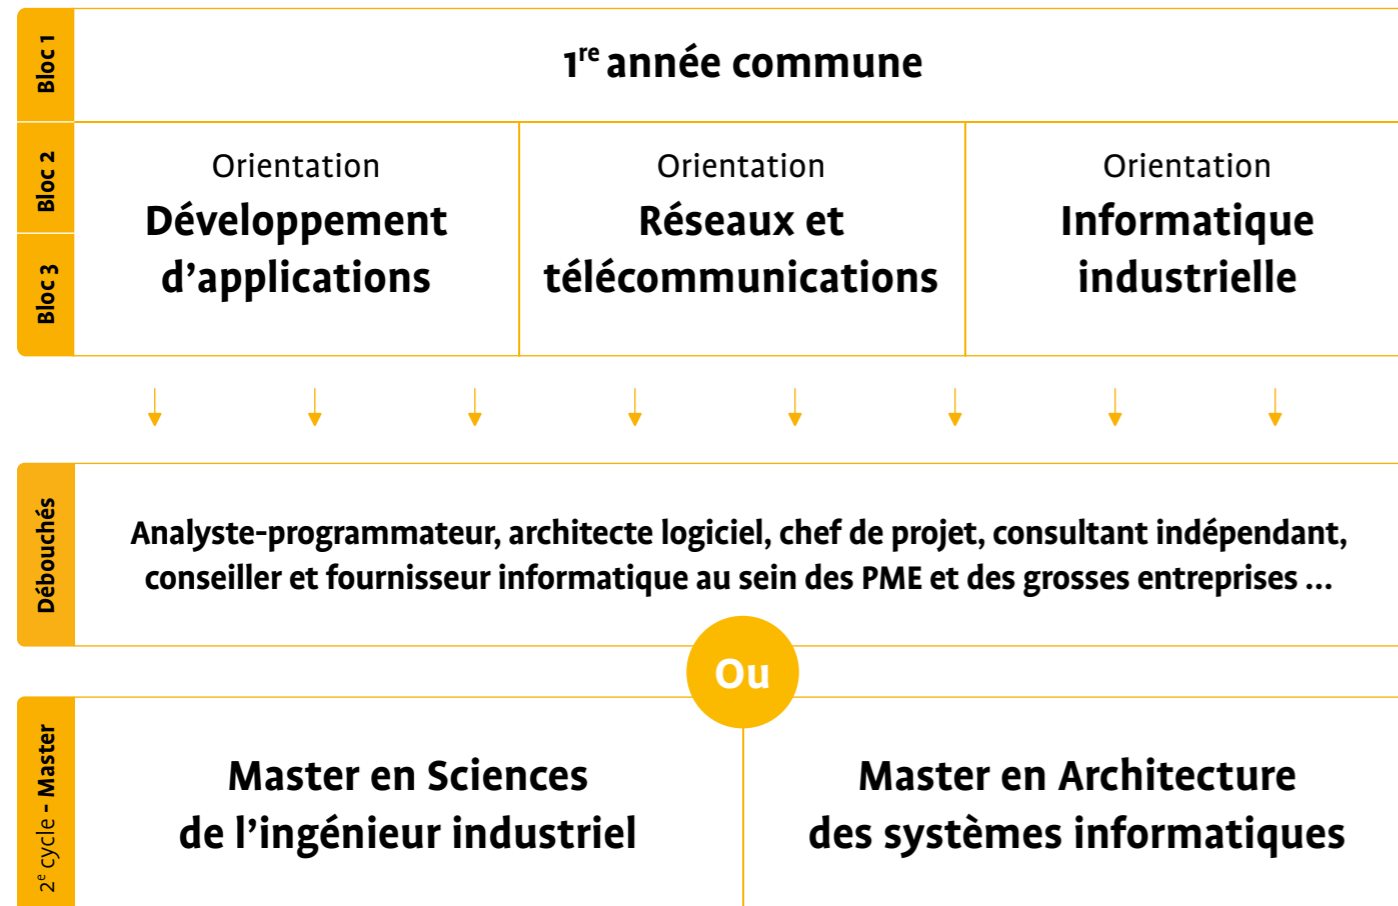 Bloc 1
1re année commune
Bloc 2
Bloc 3
Orientation
Développement
d’applications
Orientation
Réseaux et
télécommunications
Orientation
Informatique
industrielle
Débouchés
Analyste-programmateur, architecte logiciel, chef de projet, consultant indépendant,
conseiller et fournisseur informatique au sein des PME et des grosses entreprises ...
Ou
2e cycle - Master
Master en Sciences
de l’ingénieur industriel
Master en Architecture
des systèmes informatiques